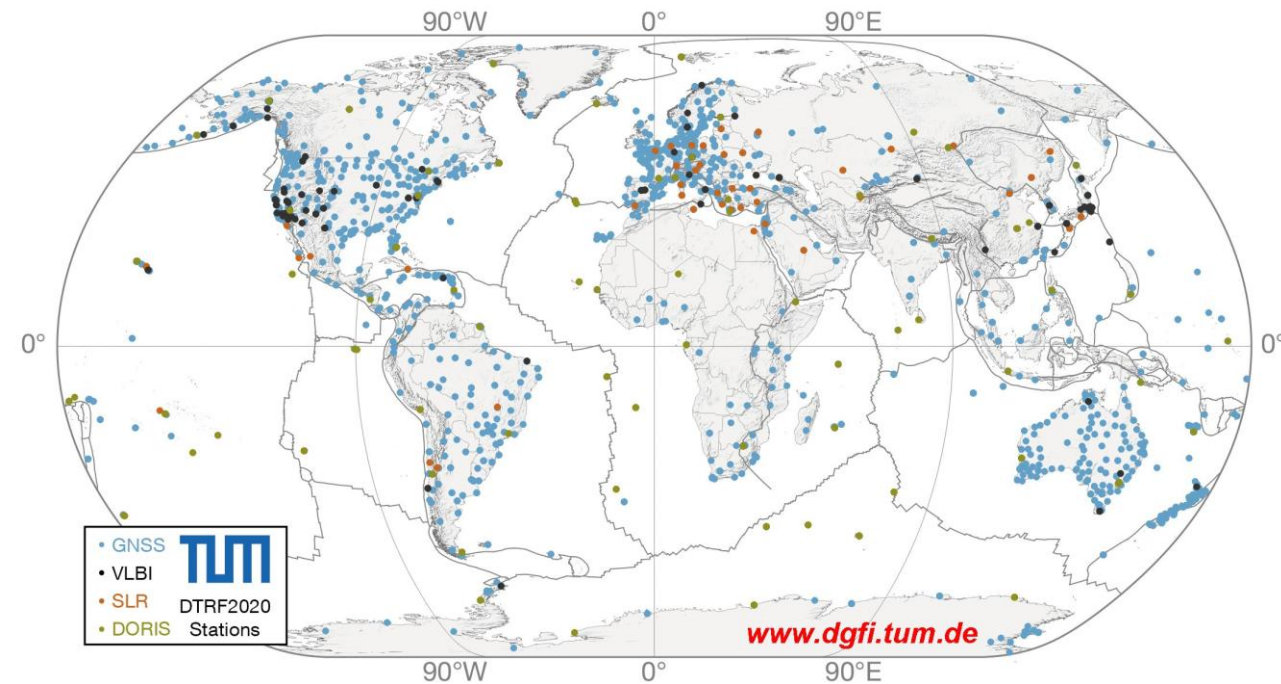 90°W 0° 90°E
0° 0°
GNSS
VLBI
SLR
DORIS
TUM
DTRF2020
Stations
www.dgfi.tum.de
90°W 0° 90°E